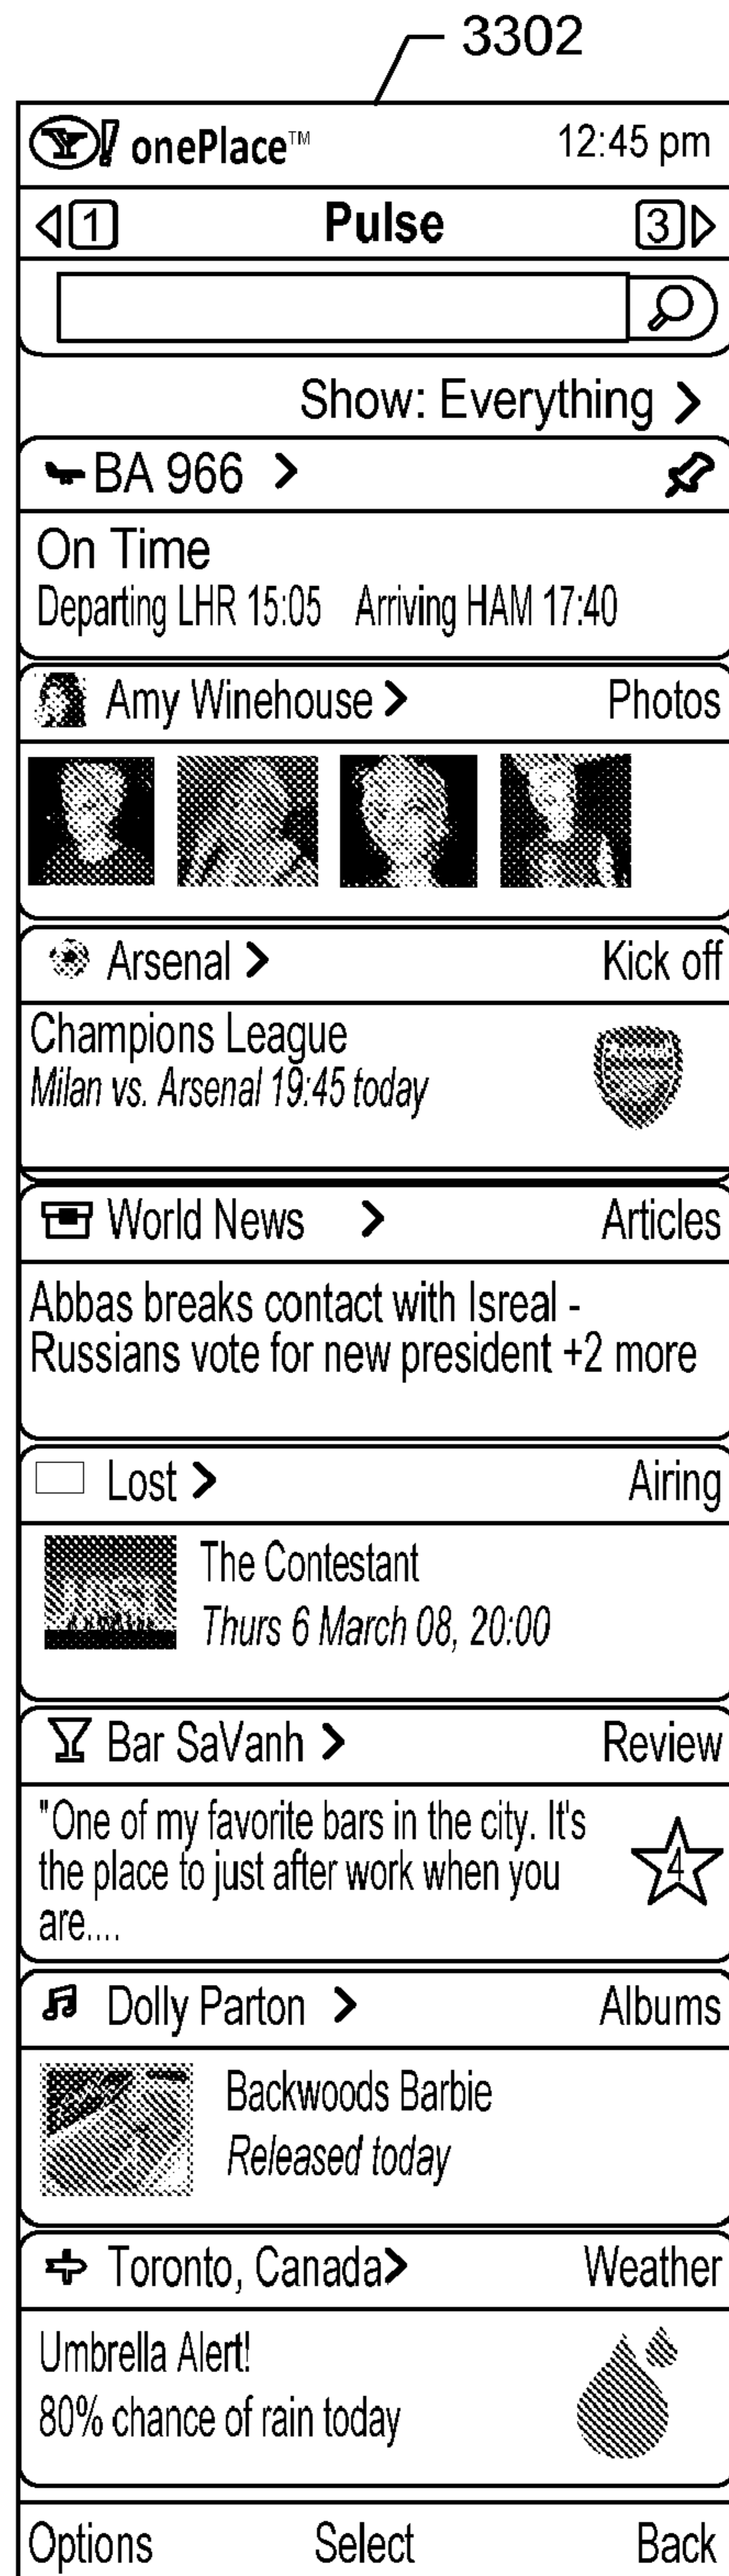 3302
Y! onePlace™ 12:45 pm
1 Pulse 3
Show: Everything >
BA 966 >
On Time
Departing LHR 15:05 Arriving HAM 17:40
Amy Winehouse > Photos
Arsenal > Kick off
Champions League
Milan vs. Arsenal 19:45 today
World News > Articles
Abbas breaks contact with Isreal -
Russians vote for new president +2 more
Lost > Airing
The Contestant
Thurs 6 March 08, 20:00
Bar SaVanh > Review
"One of my favorite bars in the city. It's
the place to just after work when you
are....
4
Dolly Parton > Albums
Backwoods Barbie
Released today
Toronto, Canada> Weather
Umbrella Alert!
80% chance of rain today
Options Select Back